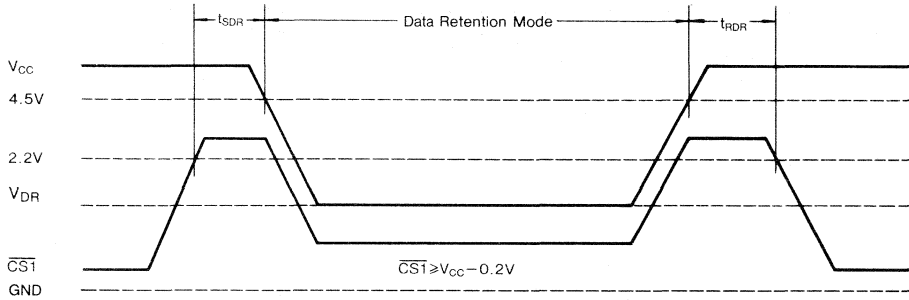 tSDR
Data Retention Mode
tRDR
VCC
4.5V
2.2V
VDR
CS1
CS1≥VCC−0.2V
GND